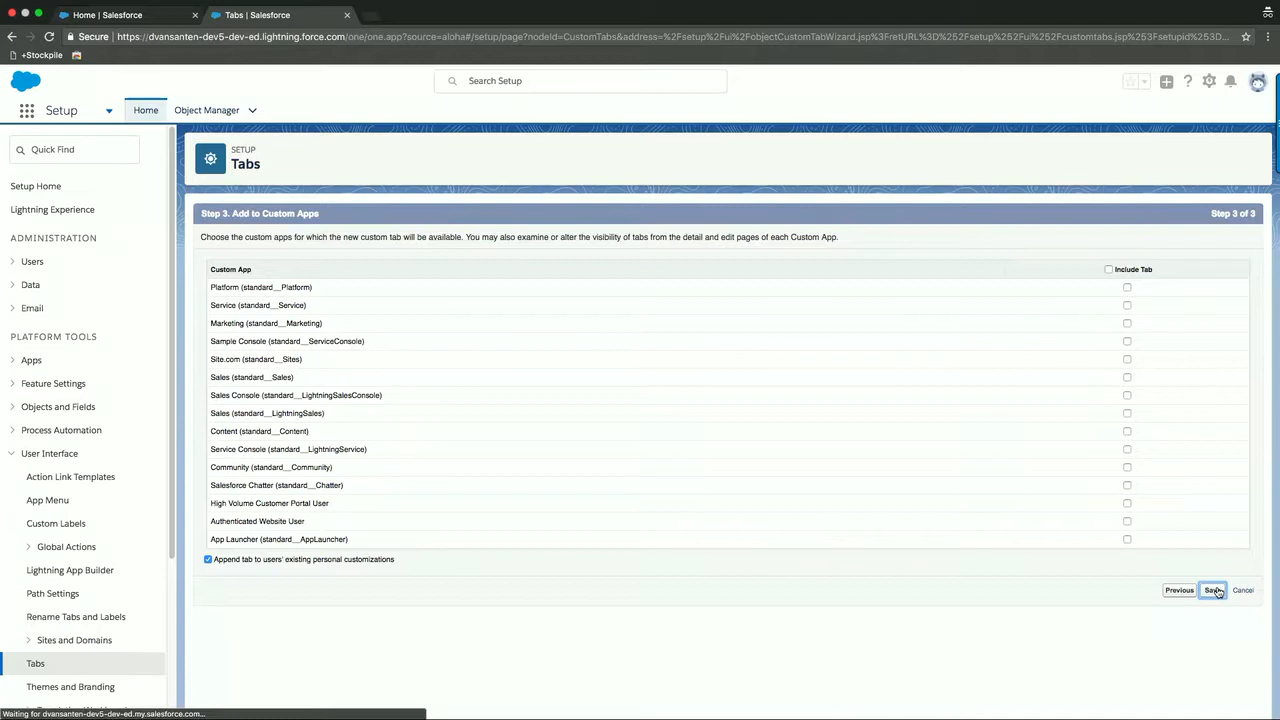 Home | Salesforce
Tabs | Salesforce
Secure
https://dvansanten-dev5-dev-ed.lightning.force.com/one/one.app?source=aloha#/setup/page?nodeId=CustomTabs&address=%2Fsetup%2Fui%2FobjectCustomTabWizard.jsp%3FretURL%3D%252Fsetup%252Fui%252Fcustomtabs.jsp%253Fsetupid%253D...
+Stockpile
Search Setup
Setup
Home
Object Manager
Quick Find
Setup Home
Lightning Experience
ADMINISTRATION
Users
Data
Email
PLATFORM TOOLS
Apps
Feature Settings
Objects and Fields
Process Automation
User Interface
Action Link Templates
App Menu
Custom Labels
Global Actions
Lightning App Builder
Path Settings
Rename Tabs and Labels
Sites and Domains
Tabs
Themes and Branding
SETUP
Tabs
Step 3. Add to Custom Apps
Step 3 of 3
Choose the custom apps for which the new custom tab will be available. You may also examine or alter the visibility of tabs from the detail and edit pages of each Custom App.
Custom App
Include Tab
Platform (standard__Platform)
Service (standard__Service)
Marketing (standard__Marketing)
Sample Console (standard__ServiceConsole)
Site.com (standard__Sites)
Sales (standard__Sales)
Sales Console (standard__LightningSalesConsole)
Sales (standard__LightningSales)
Content (standard__Content)
Service Console (standard__LightningService)
Community (standard__Community)
Salesforce Chatter (standard__Chatter)
High Volume Customer Portal User
Authenticated Website User
App Launcher (standard__AppLauncher)
Append tab to users' existing personal customizations
Previous
Cancel
Waiting for dvansanten-dev5-dev-ed.my.salesforce.com...